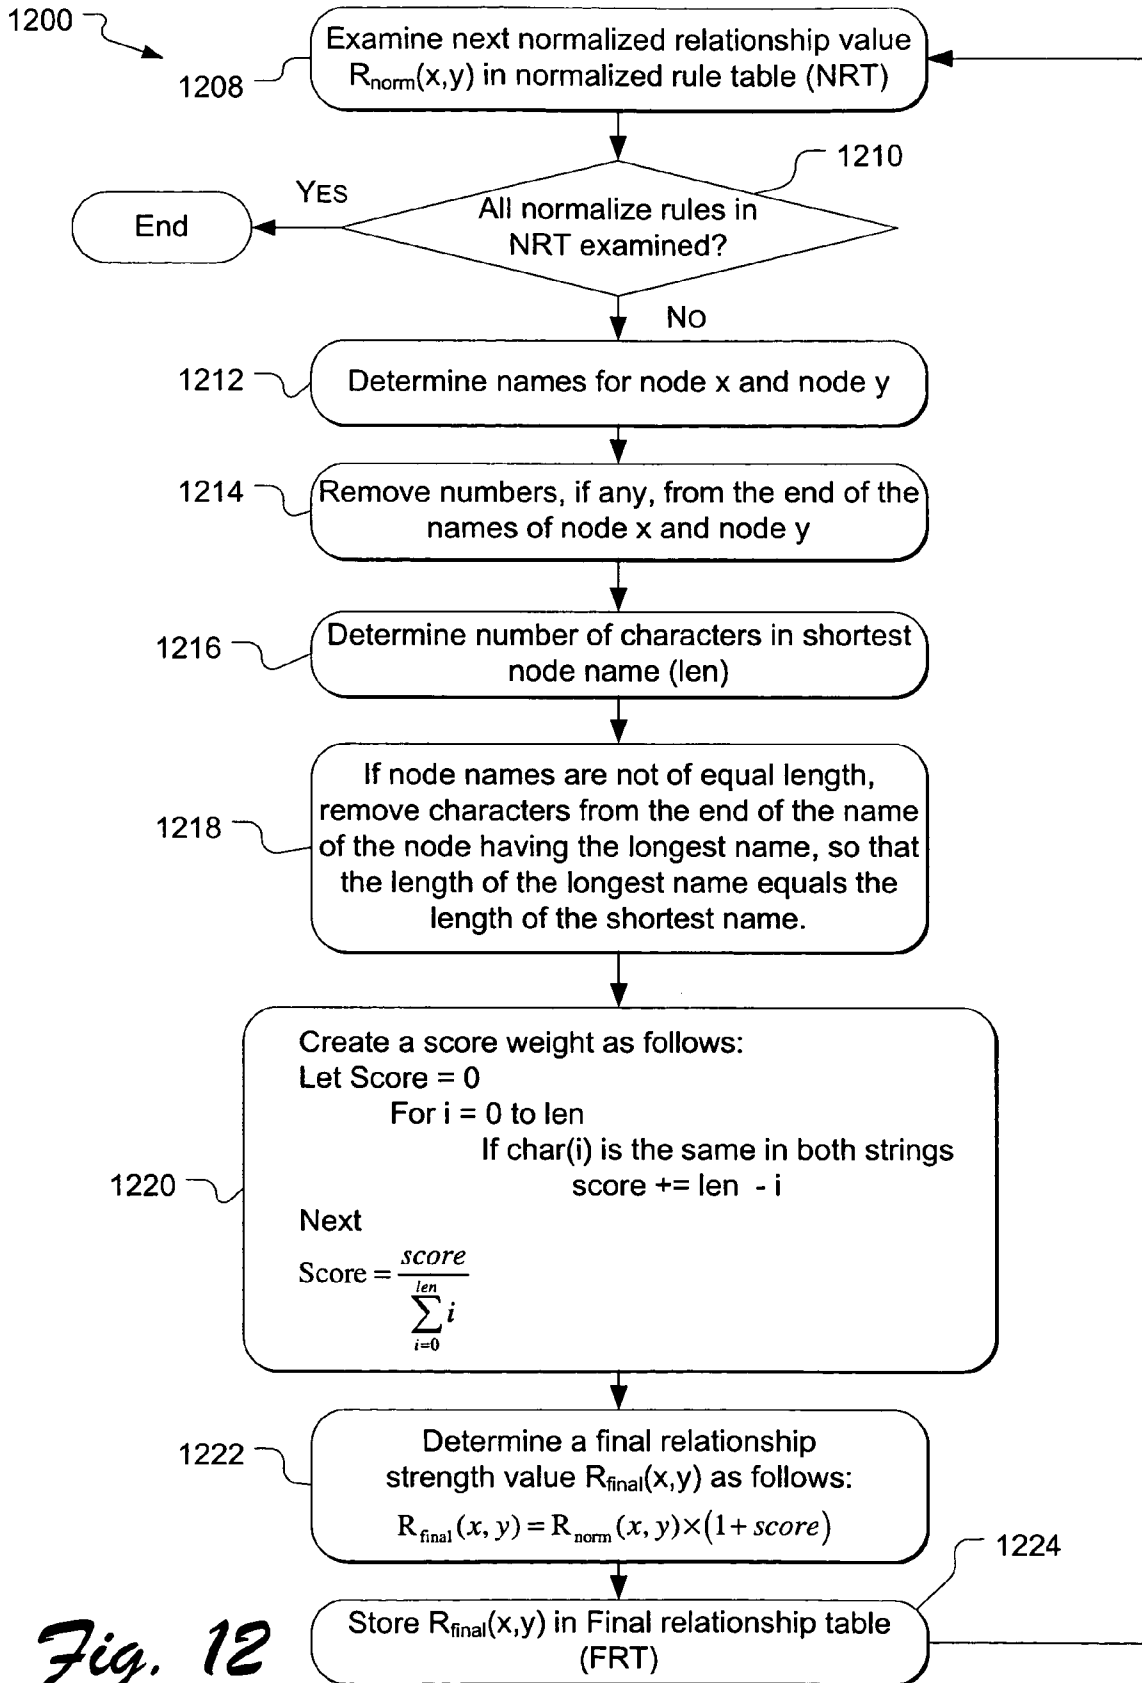 1200
Examine next normalized relationship value
Rnorm(x,y) in normalized rule table (NRT)
1208
1210
YES
All normalize rules in
NRT examined?
End
NO
1212
Determine names for node x and node y
1214
Remove numbers, if any, from the end of the
names of node x and node y
1216
Determine number of characters in shortest
node name (len)
If node names are not of equal length,
remove characters from the end of the name
1218
of the node having the longest name, so that
the length of the longest name equals the
length of the shortest name.
Create a score weight as follows:
Let Score = 0
For i = 0 to len
If char(i) is the same in both strings
1220
score += len - i
Next
Score = score / ∑ i=0 len i
1222
Determine a final relationship
strength value Rfinal(x,y) as follows:
Rfinal(x, y) = Rnorm(x, y)×(1+ score)
1224
Store Rfinal(x,y) in Final relationship table
(FRT)
Fig. 12